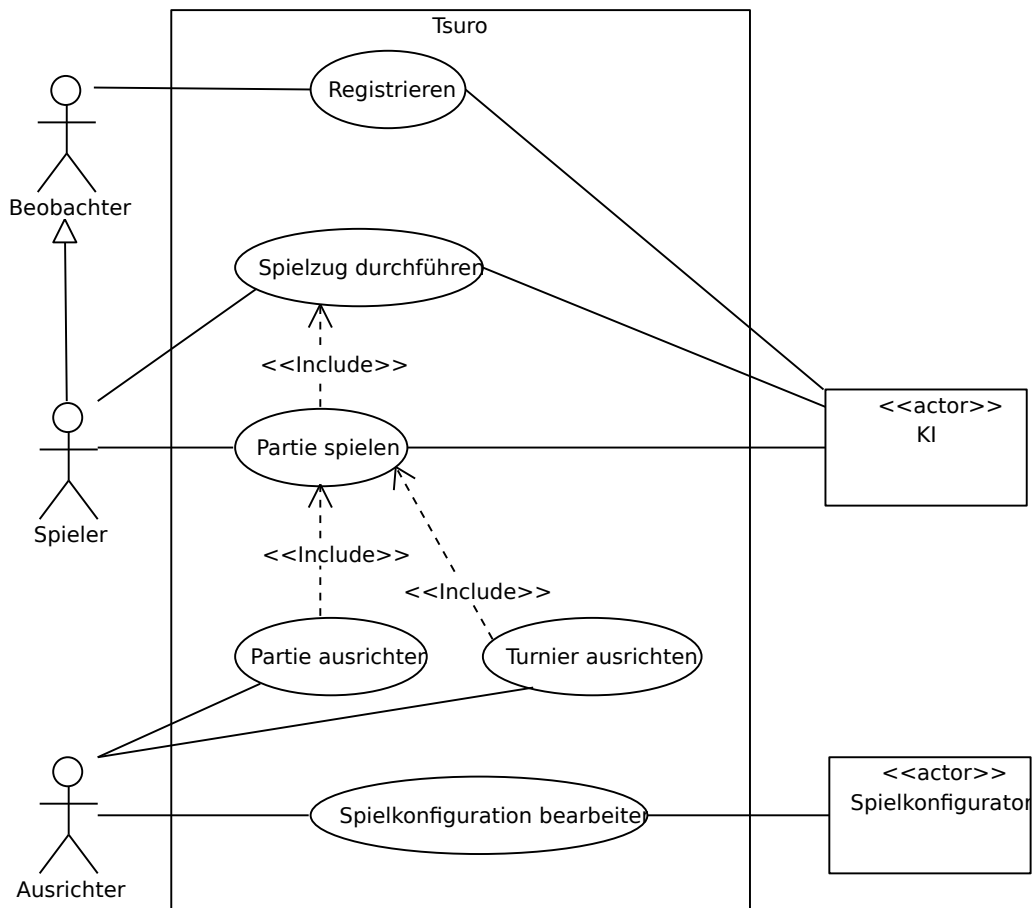 Tsuro
Registrieren
Beobachter
Spielzug durchführen
<<Include>>
<<actor>>
KI
Partie spielen
Spieler
<<Include>>
<<Include>>
Partie ausrichten
Turnier ausrichten
<<actor>>
Spielkonfigurator
Spielkonfiguration bearbeiten
Ausrichter